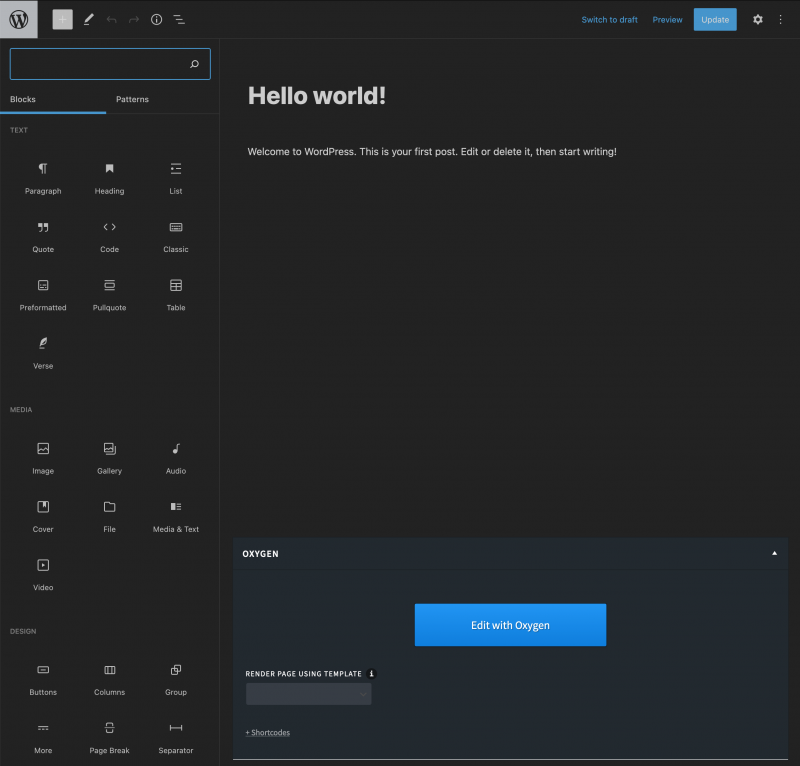 Switch to draft Preview Update
Blocks Patterns
Hello world!
Welcome to WordPress. This is your first post. Edit or delete it, then start writing!
TEXT
Paragraph Heading List
Quote Code Classic
Preformatted Pullquote Table
Verse
MEDIA
Image Gallery Audio
Cover File Media & Text
Video
DESIGN
Buttons Columns Group
More Page Break Separator
OXYGEN
Edit with Oxygen
RENDER PAGE USING TEMPLATE
+ Shortcodes